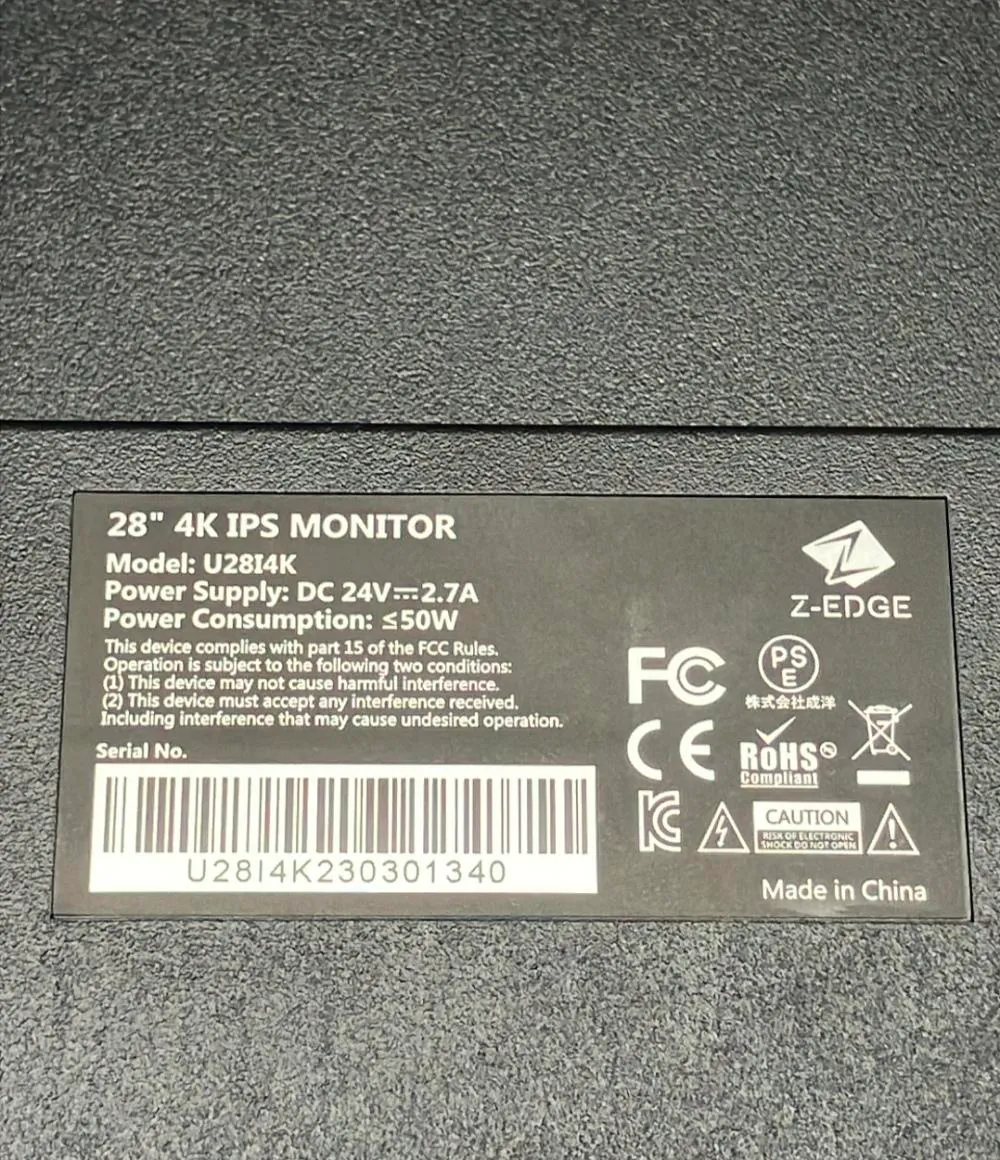 28" 4K IPS MONITOR
Model: U28I4K
Power Supply: DC 24V⎓2.7A
Power Consumption: ≤50W
This device complies with part 15 of the FCC Rules.
Operation is subject to the following two conditions:
(1) This device may not cause harmful interference.
(2) This device must accept any interference received.
Including interference that may cause undesired operation.
Serial No.
U28I4K230301340
Z-EDGE
FC
PS
E
株式会社成洋
CE
RoHS
Compliant
KC
CAUTION
RISK OF ELECTRONIC
SHOCK DO NOT OPEN
Made in China